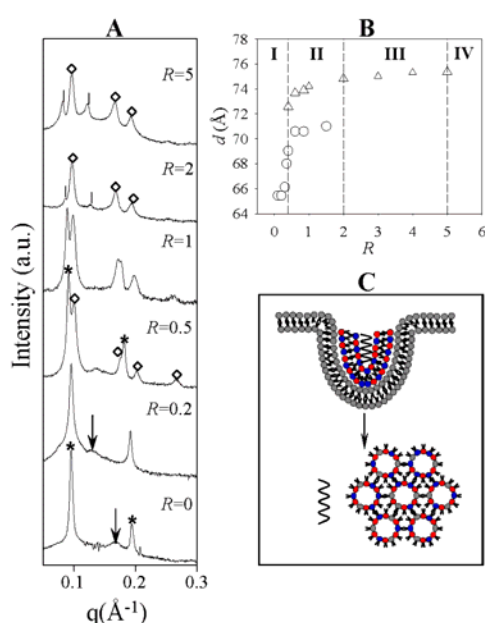 A
R=5
R=2
R=1
R=0.5
R=0.2
R=0
Intensity (a.u.)
0.1 0.2 0.3
q(Å-1)
B
I II III IV
78
76
74
72
70
68
66
64
d (Å)
0 1 2 3 4 5 6
R
C